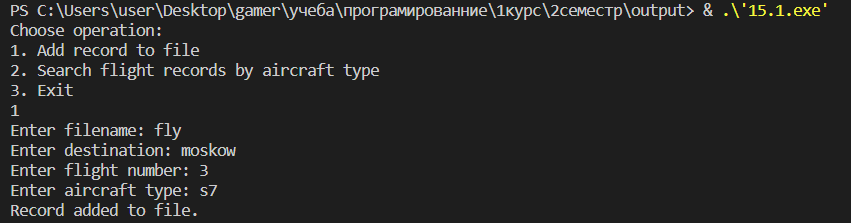 PS C:\Users\user\Desktop\gamer\учеба\програмированние\1курс\2семестр\output> & .\'15.1.exe'
Choose operation:
1. Add record to file
2. Search flight records by aircraft type
3. Exit
1
Enter filename: fly
Enter destination: moskow
Enter flight number: 3
Enter aircraft type: s7
Record added to file.